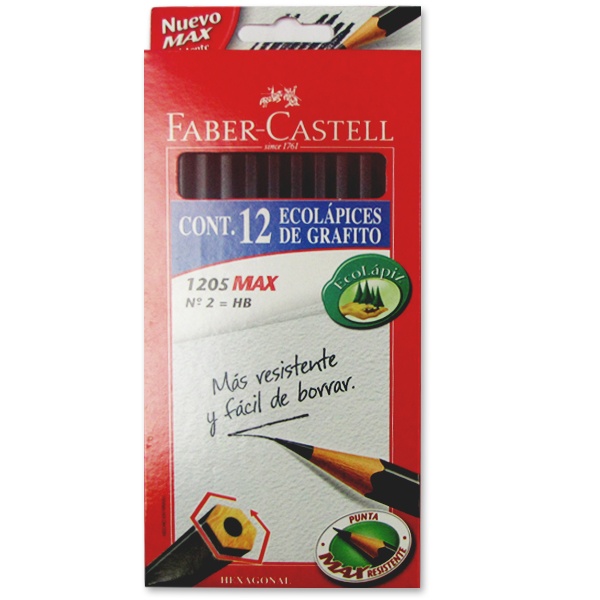 Nuevo
MAX
FABER-CASTELL
since 1761
CONT. 12 ECOLÁPICES
DE GRAFITO
1205 MAX
Nº 2 = HB
EcoLápiz
Más resistente
y fácil de borrar.
PUNTA
MAX
RESISTENTE
HEXAGONAL